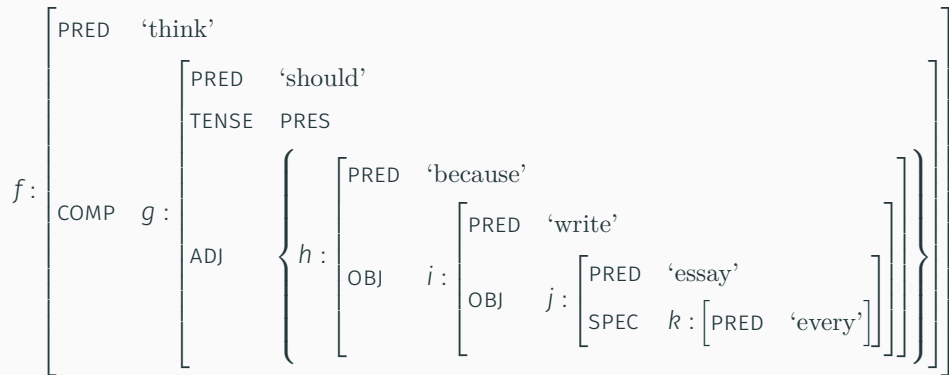 PRED ‘think’
PRED ‘should’
TENSE PRES
PRED ‘because’
f : COMP g : ADJ h : OBJ i : PRED ‘write’
OBJ j : PRED ‘essay’
SPEC k : PRED ‘every’